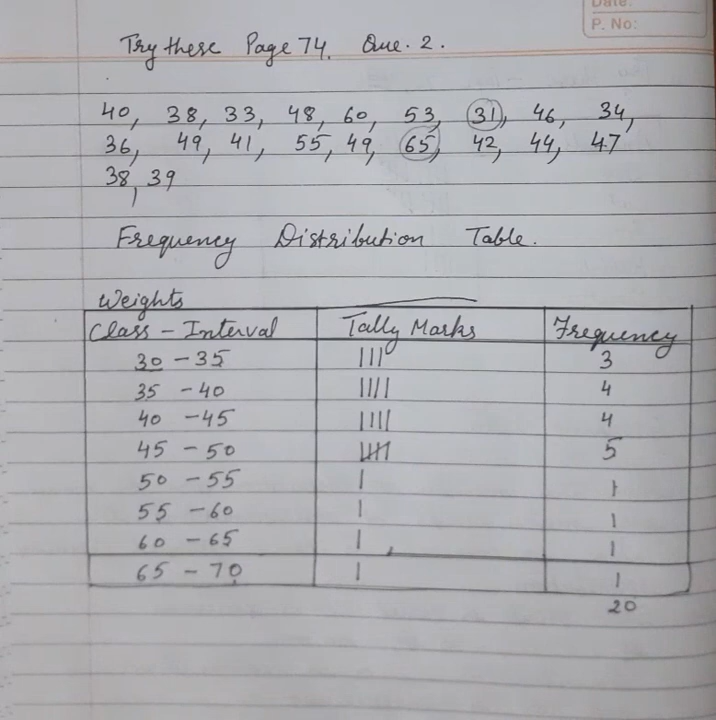 Date:
P. No:
Try these Page 74. Que. 2.
40, 38, 33, 48, 60, 53, 31, 46, 34,
36, 49, 41, 55, 49, 65, 42, 44, 47
38, 39
Frequency Distribution Table.
Weights
Class - Interval Tally Marks Frequency
30 - 35 ||| 3
35 - 40 |||| 4
40 - 45 |||| 4
45 - 50 𝍸 5
50 - 55 | 1
55 - 60 | 1
60 - 65 | 1
65 - 70 | 1
20